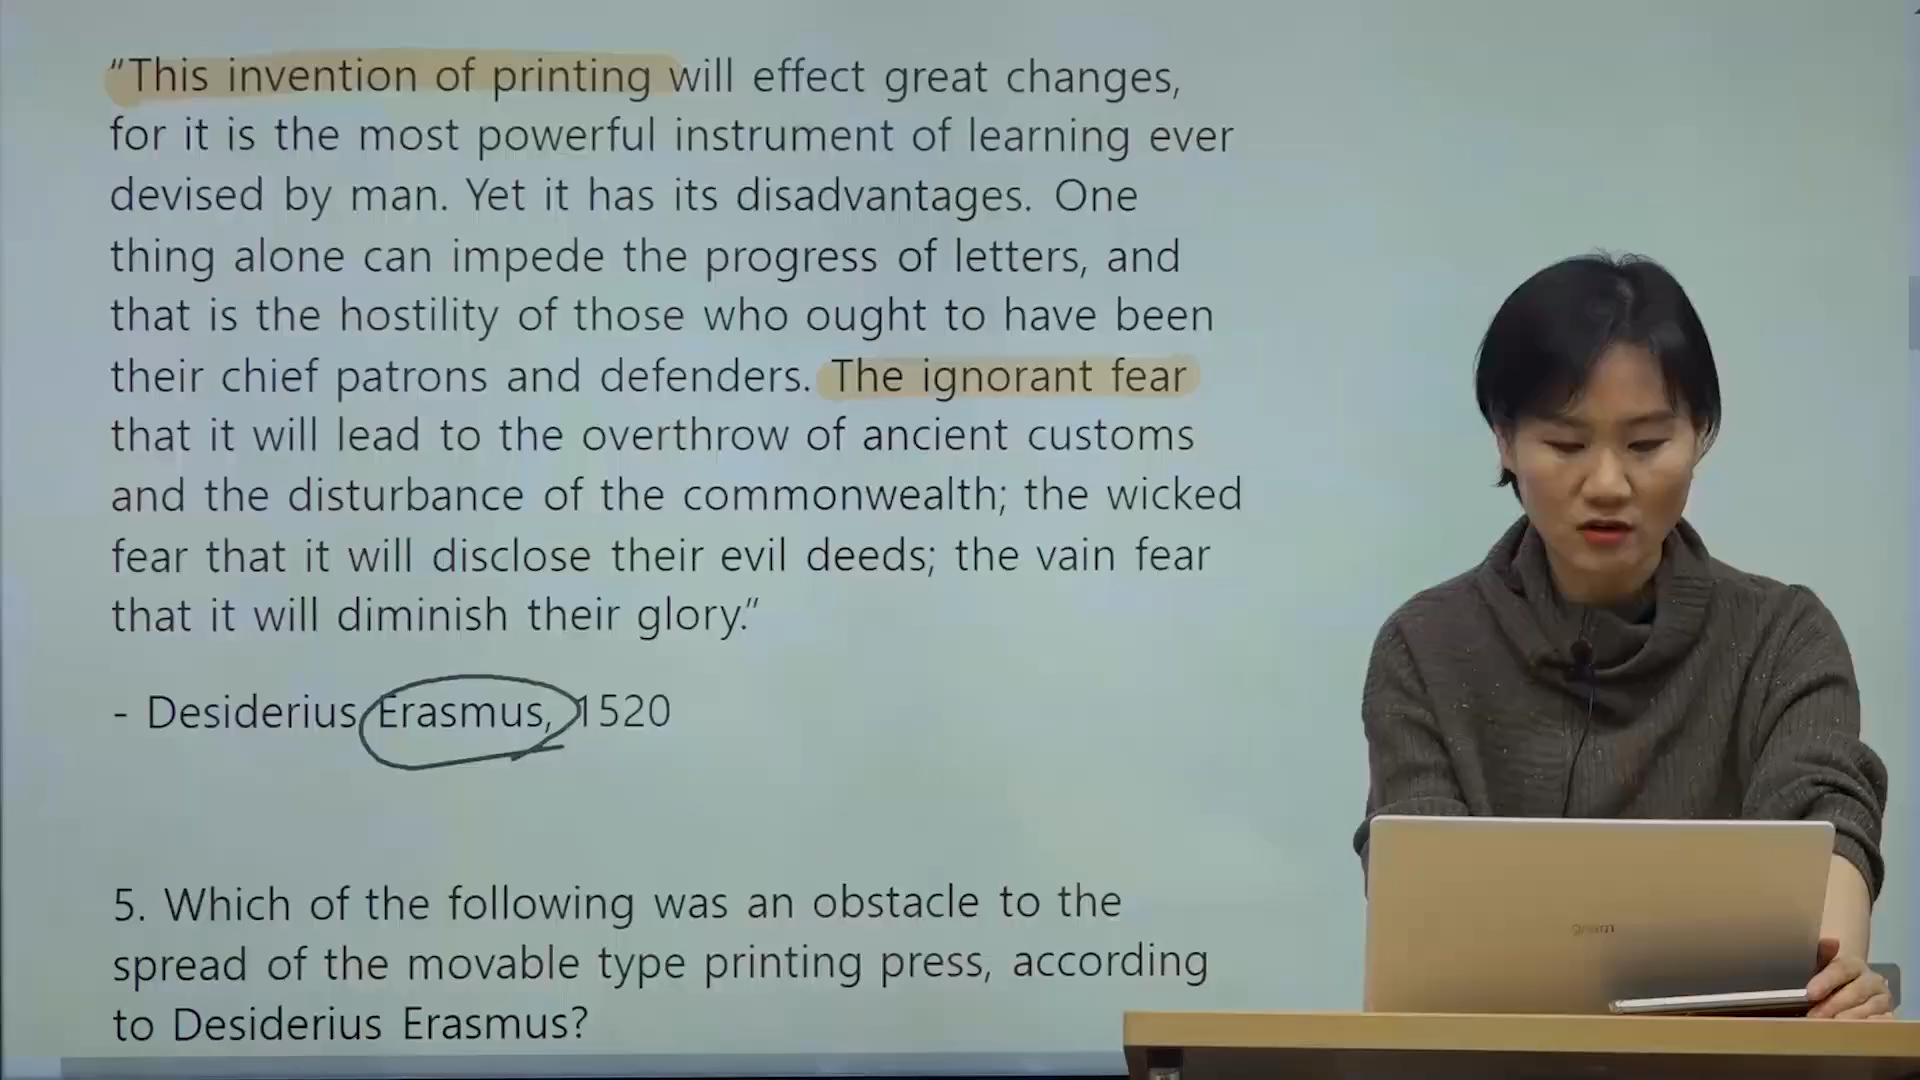 “This invention of printing will effect great changes,
for it is the most powerful instrument of learning ever
devised by man. Yet it has its disadvantages. One
thing alone can impede the progress of letters, and
that is the hostility of those who ought to have been
their chief patrons and defenders. The ignorant fear
that it will lead to the overthrow of ancient customs
and the disturbance of the commonwealth; the wicked
fear that it will disclose their evil deeds; the vain fear
that it will diminish their glory.”
- Desiderius Erasmus, 1520
5. Which of the following was an obstacle to the
spread of the movable type printing press, according
to Desiderius Erasmus?
gram